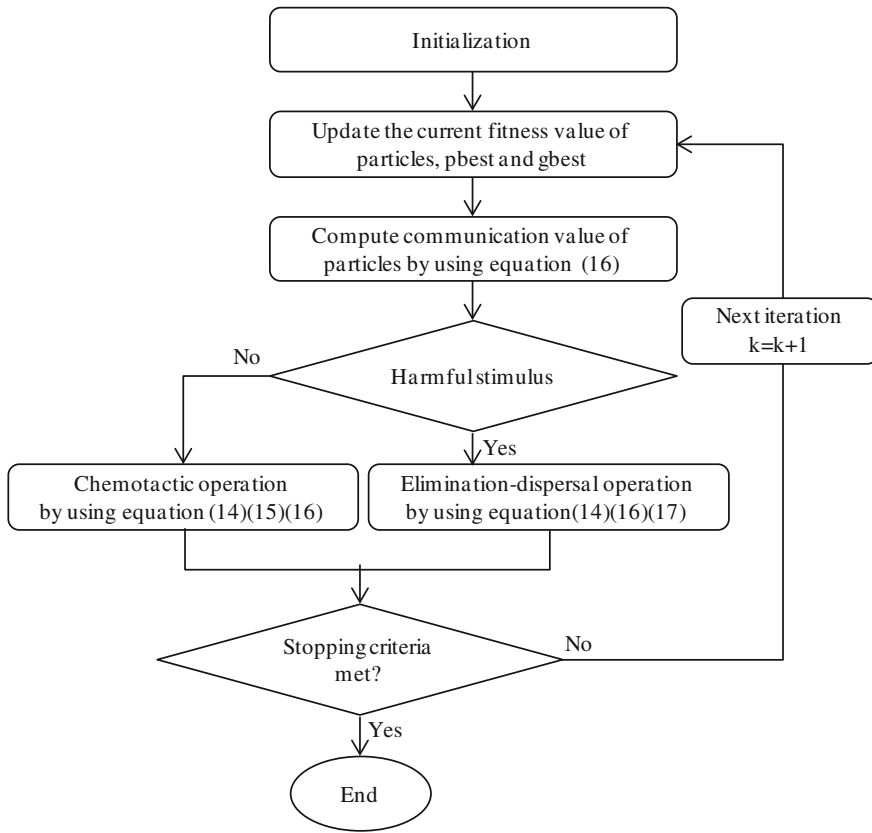 Initialization
Update the current fitness value of
particles, pbest and gbest
Compute communication value of
particles by using equation (16)
Next iteration
k=k+1
No
Harmful stimulus
Yes
Chemotactic operation
by using equation (14)(15)(16)
Elimination-dispersal operation
by using equation(14)(16)(17)
Stopping criteria
met?
No
Yes
End